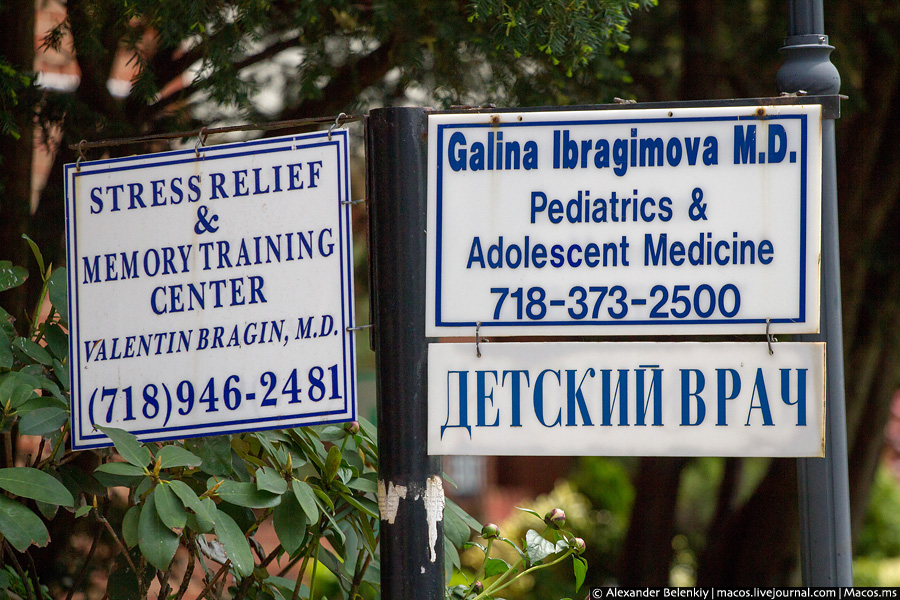 STRESS RELIEF
&
MEMORY TRAINING
CENTER
VALENTIN BRAGIN, M.D.
(718)946-2481
Galina Ibragimova M.D.
Pediatrics &
Adolescent Medicine
718-373-2500
ДЕТСКИЙ ВРАЧ
© Alexander Belenkiy | macos.livejournal.com | Macos.ms